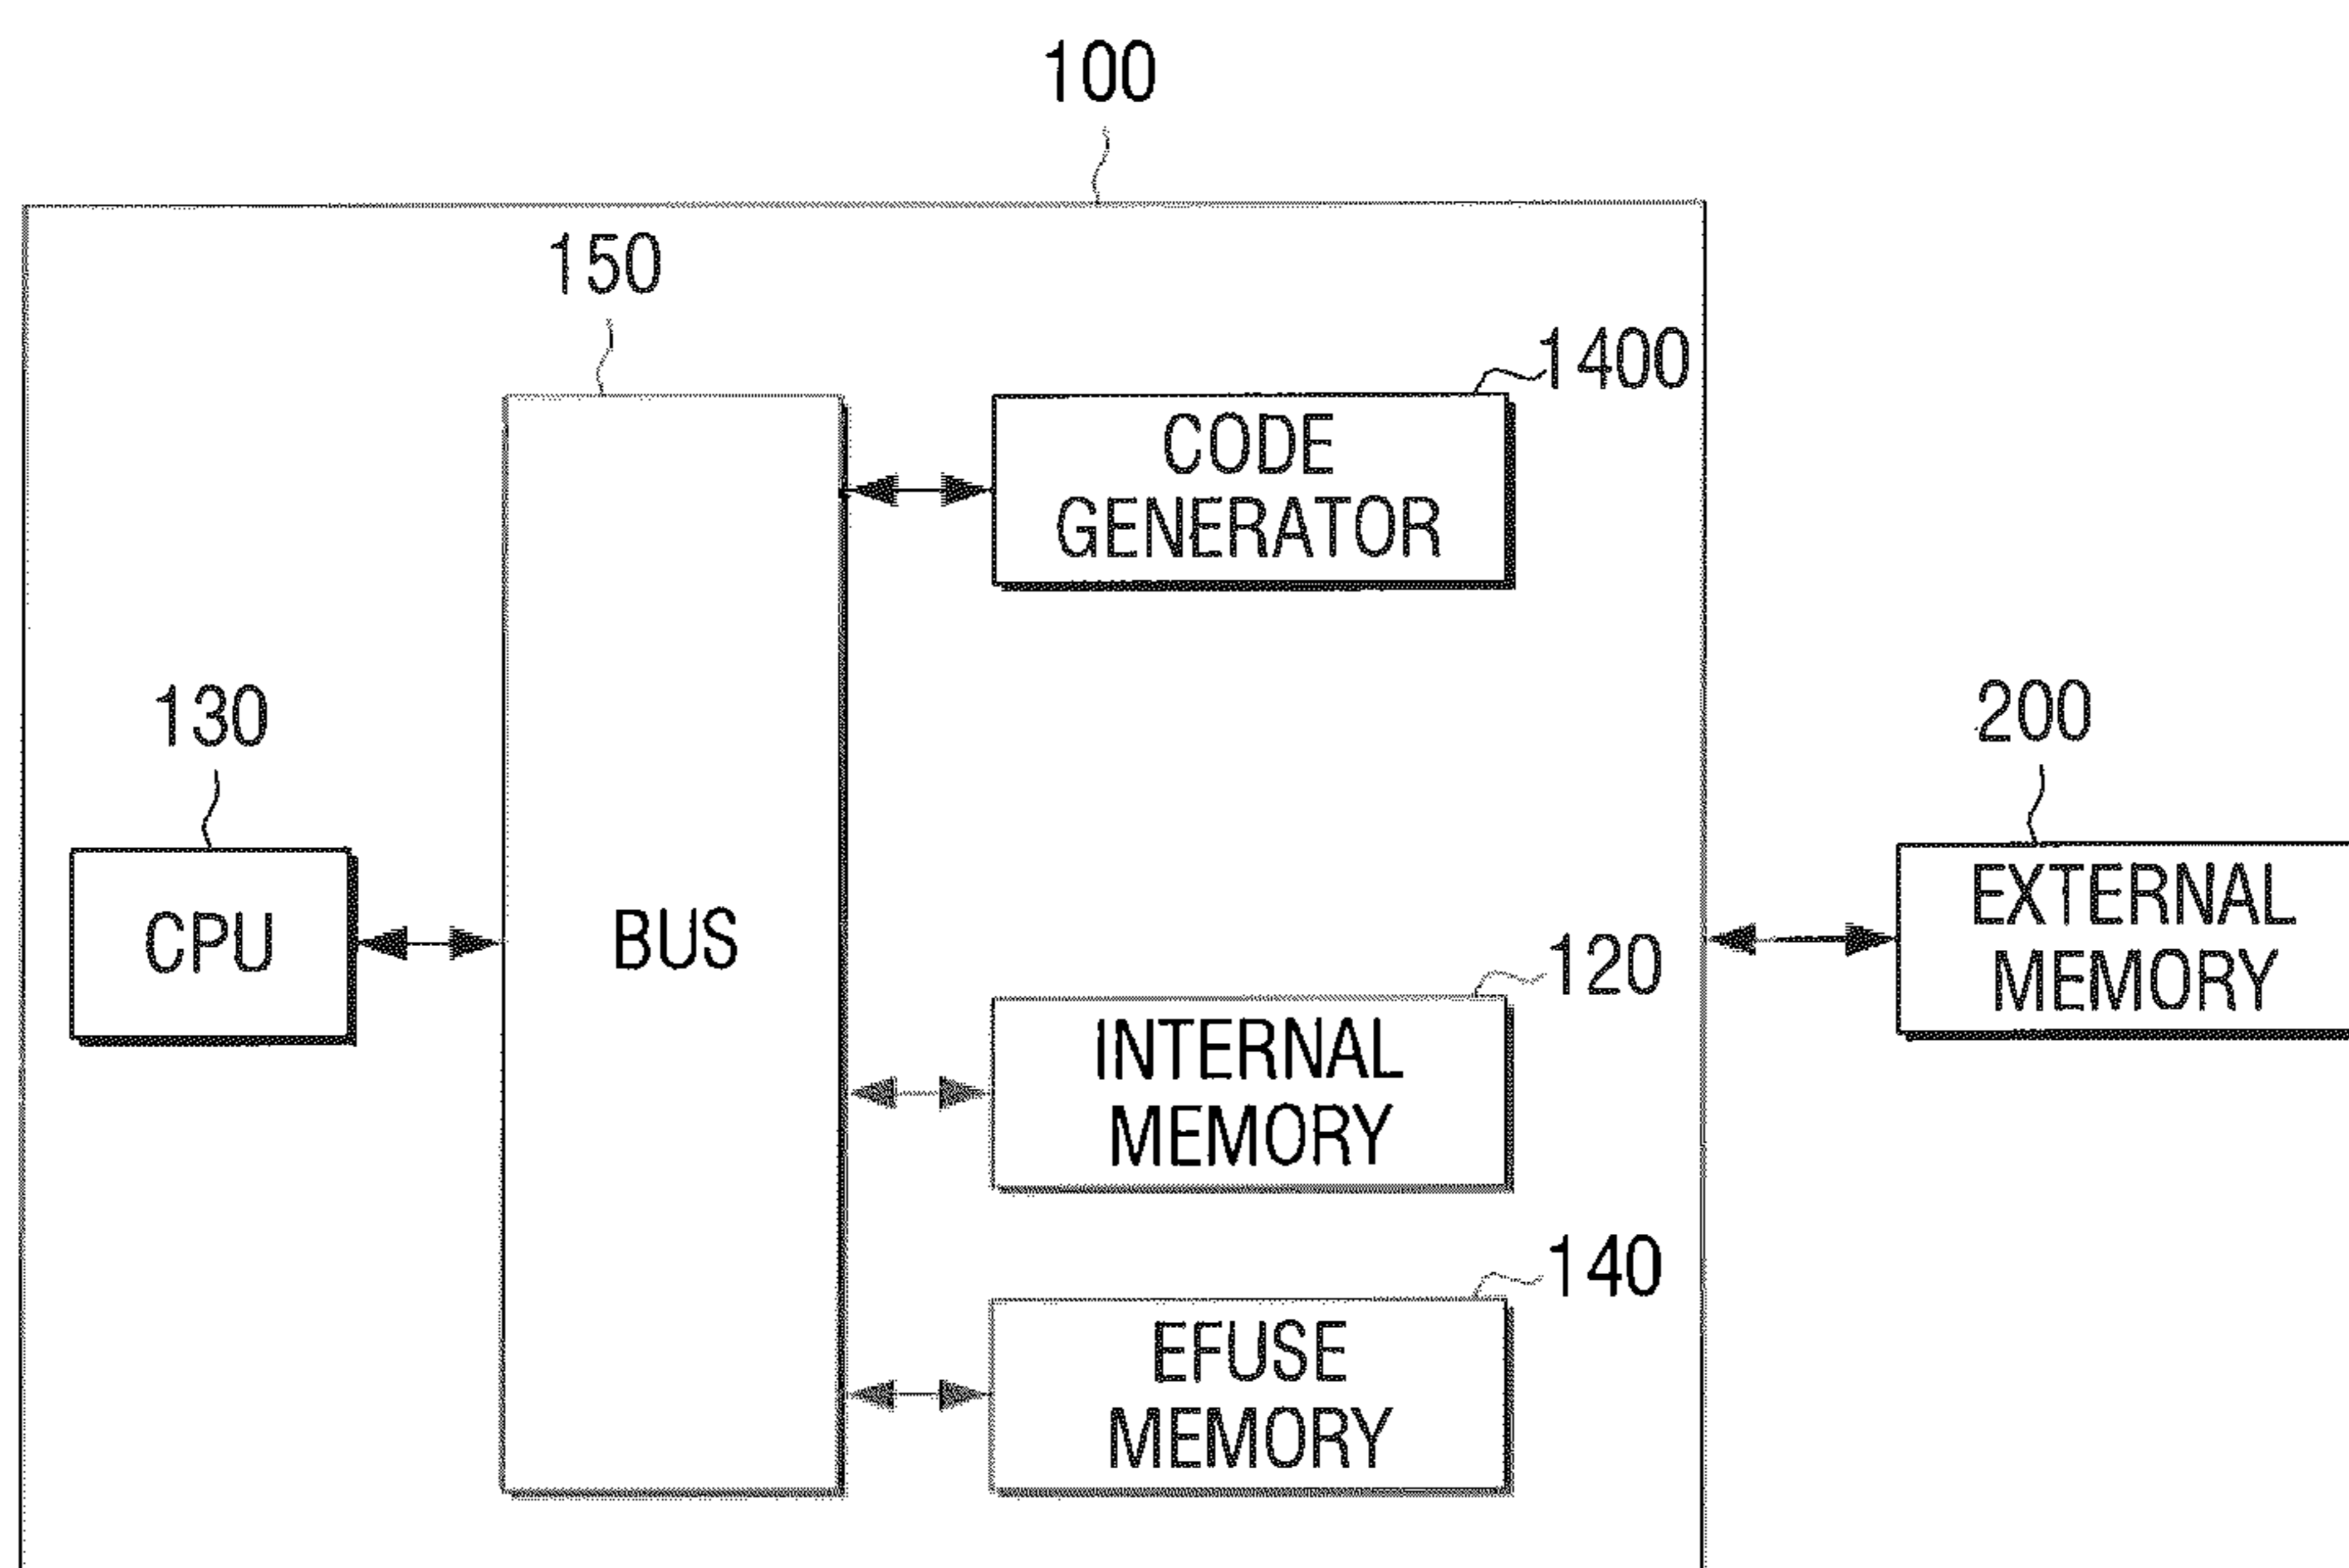 100
150
1400
CODE
GENERATOR
130
200
CPU
BUS
EXTERNAL
MEMORY
120
INTERNAL
MEMORY
140
EFUSE
MEMORY